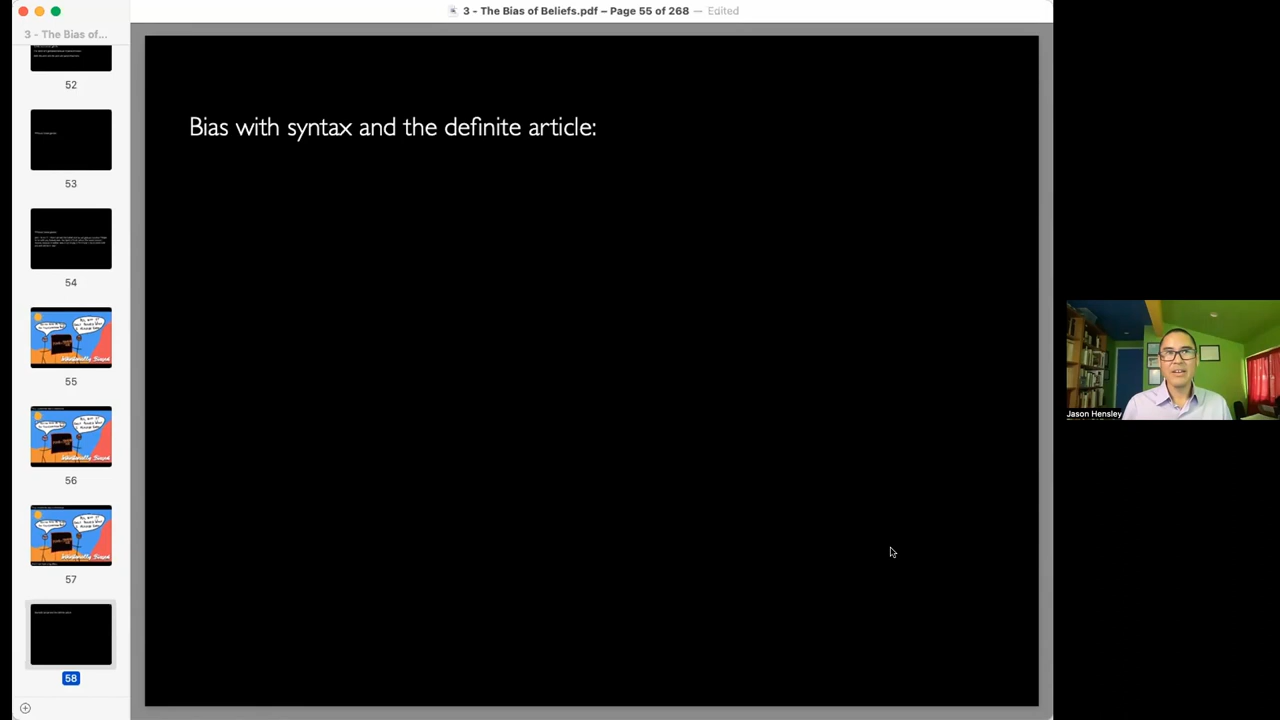 3 - The Bias of Beliefs.pdf – Page 55 of 268 — Edited
3 - The Bias of...
52
53
54
55
56
57
58
Bias with syntax and the definite article:
Jason Hensley